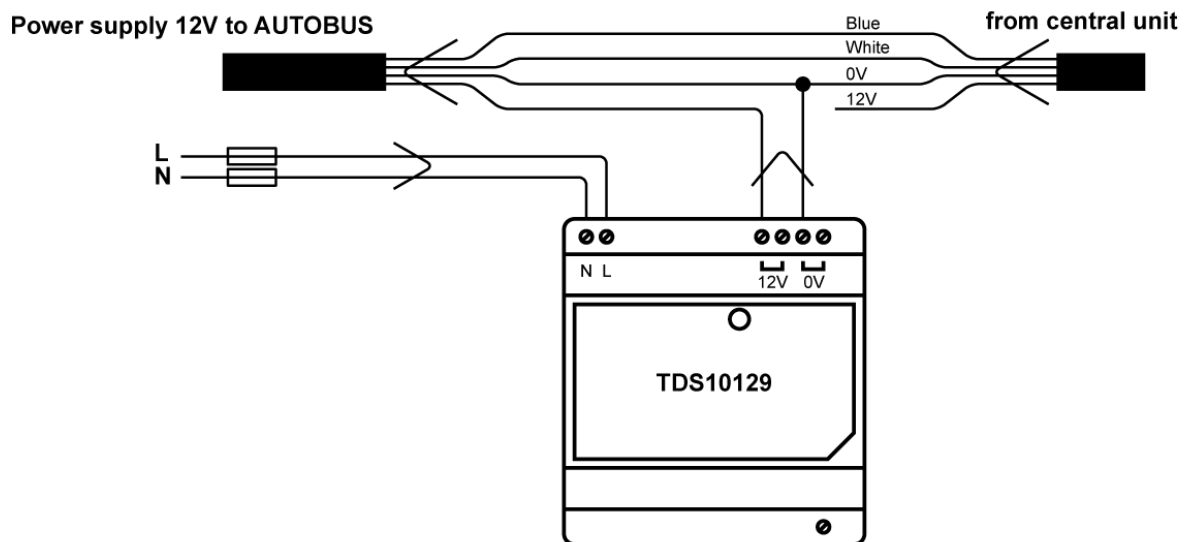 Power supply 12V to AUTOBUS
from central unit
Blue
White
0V
12V
L
N
N L
12V 0V
TDS10129